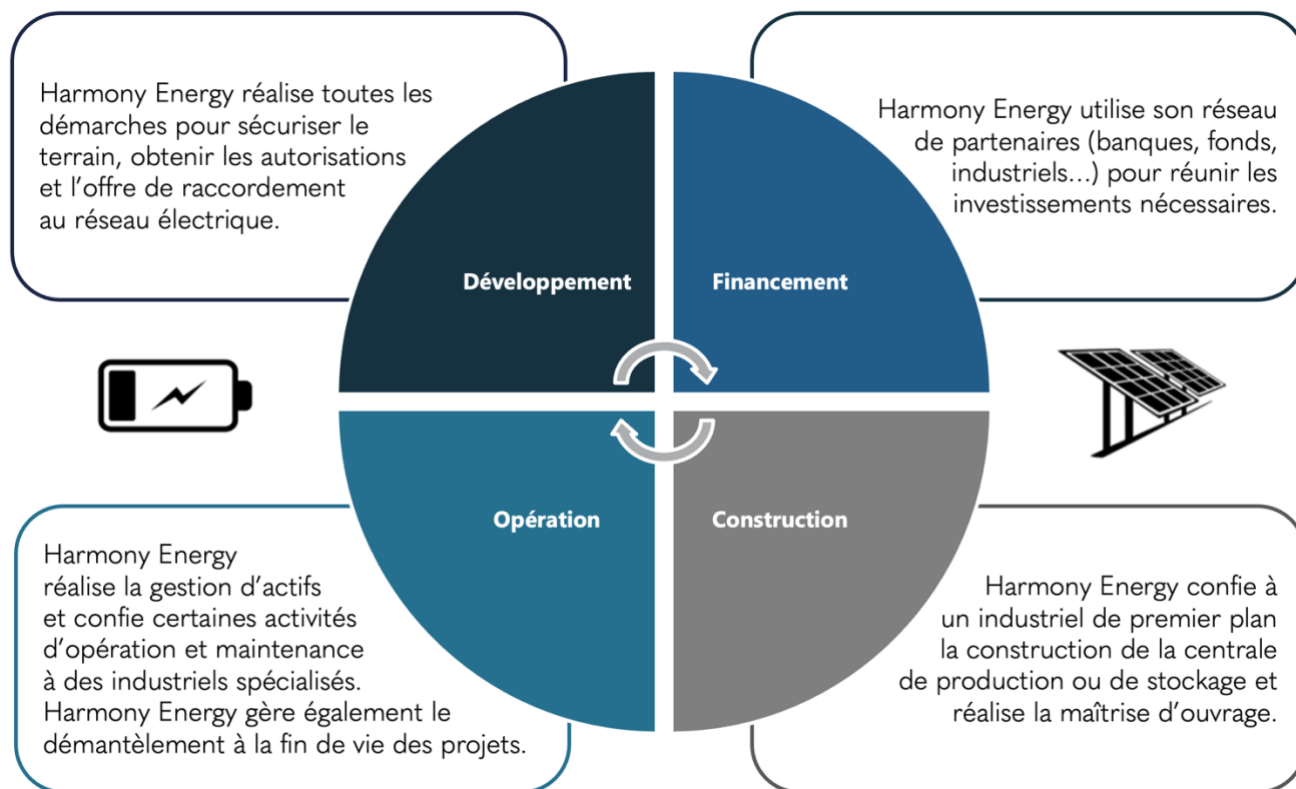 Harmony Energy réalise toutes les
démarches pour sécuriser le
terrain, obtenir les autorisations
et l’offre de raccordement
au réseau électrique.
Harmony Energy utilise son réseau
de partenaires (banques, fonds,
industriels...) pour réunir les
investissements nécessaires.
Développement
Financement
Opération
Construction
Harmony Energy
réalise la gestion d’actifs
et confie certaines activités
d’opération et maintenance
à des industriels spécialisés.
Harmony Energy gère également le
démantèlement à la fin de vie des projets.
Harmony Energy confie à
un industriel de premier plan
la construction de la centrale
de production ou de stockage et
réalise la maîtrise d’ouvrage.